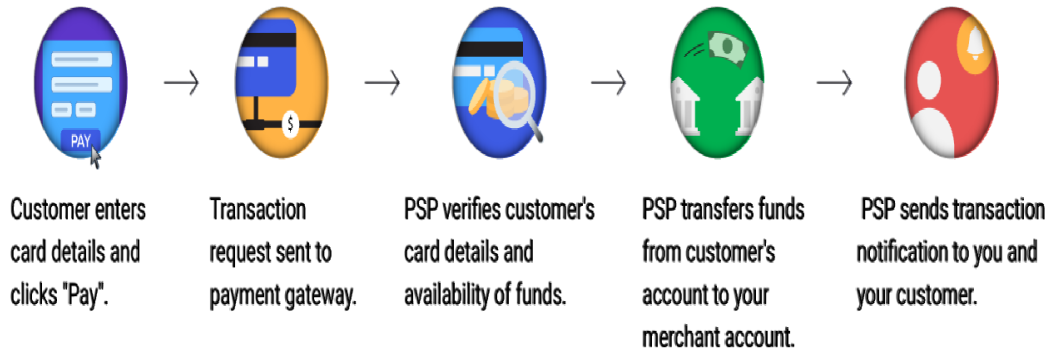 PAY
$
Customer enters
card details and
clicks "Pay".
Transaction
request sent to
payment gateway.
PSP verifies customer's
card details and
availability of funds.
PSP transfers funds
from customer's
account to your
merchant account.
PSP sends transaction
notification to you and
your customer.